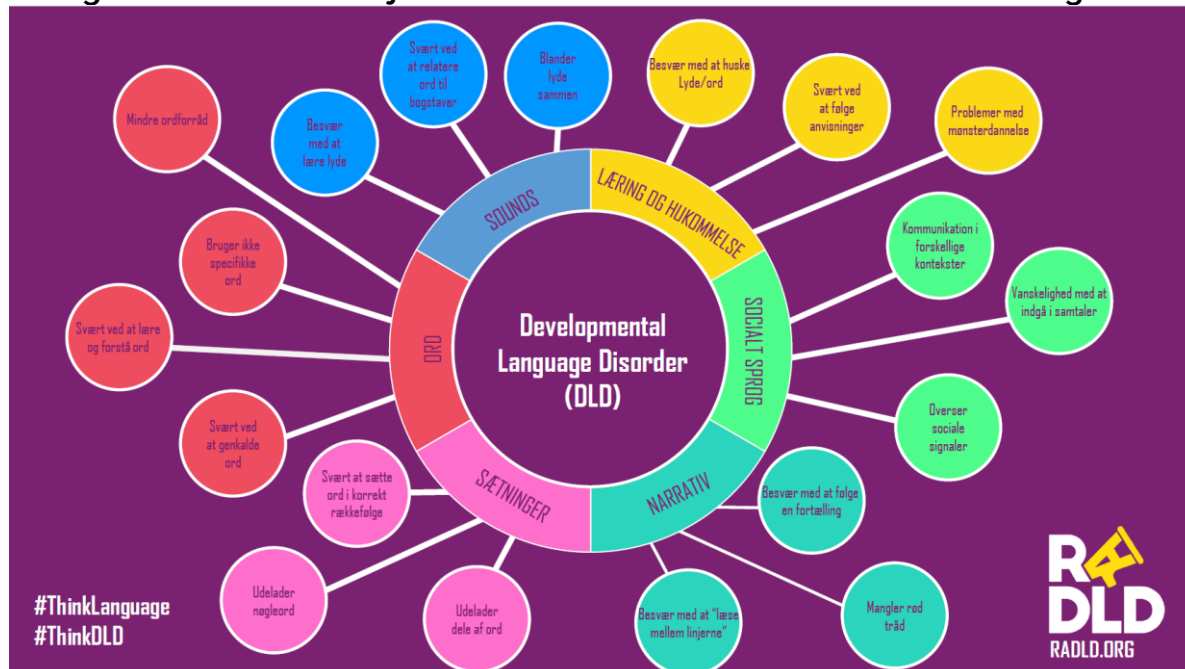 Mindre ordforråd
Besvær
med at
lære lyde
Svært ved
at relatere
ord til
bogstaver
Blander
lyde
sammen
Besvær med at huske
Lyde/ord
Svært ved
at følge
anvisninger
Problemer med
mønsterdannelse
SOUNDS
LÆRING OG HUKOMMELSE
Bruger ikke
specifikke
ord
Kommunikation i
forskellige
kontekster
Svært ved at lære
og forstå ord
ORD
Developmental
Language Disorder
(DLD)
SOCIALT SPROG
Vanskelighed med at
indgå i samtaler
Svært ved
at genkalde
ord
Overser
sociale
signaler
Svært at sætte
ord i korrekt
rækkefølge
SÆTNINGER
NARRATIV
Besvær med at følge
en fortælling
Udelader
nøgleord
Udelader
dele af ord
Besvær med at "læse
mellem linjerne"
Mangler rød
tråd
#ThinkLanguage
#ThinkDLD
RADLD
RADLD.ORG